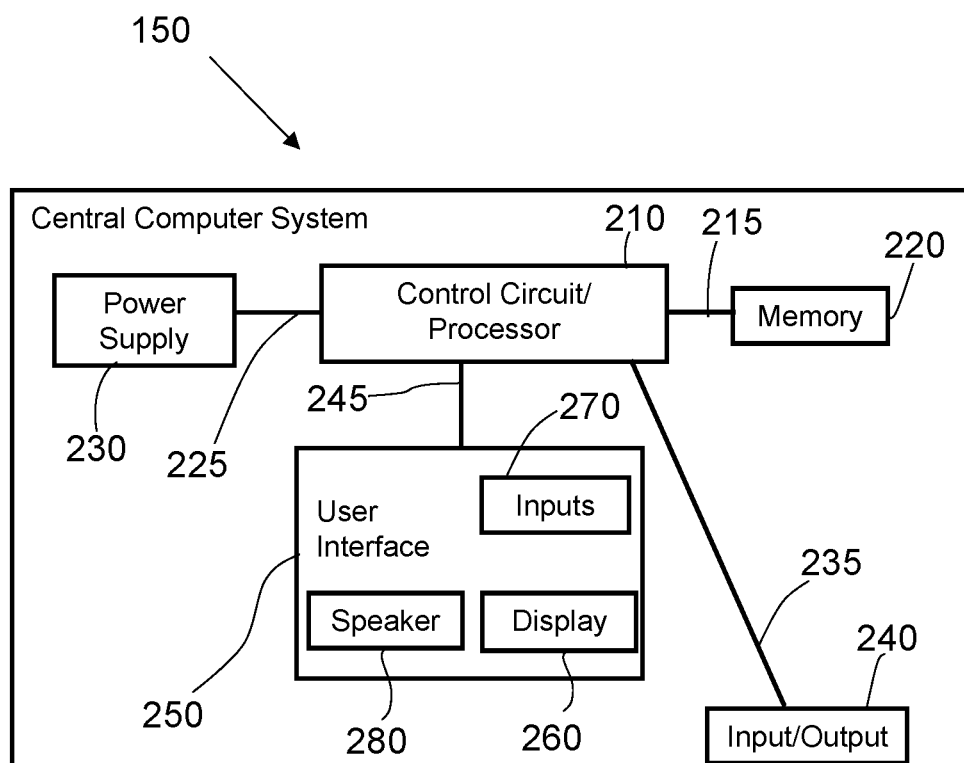 150
Central Computer System
210
215
220
Power
Supply
Control Circuit/
Processor
Memory
230
225
245
270
User
Interface
Inputs
Speaker
Display
235
240
250
280
260
Input/Output